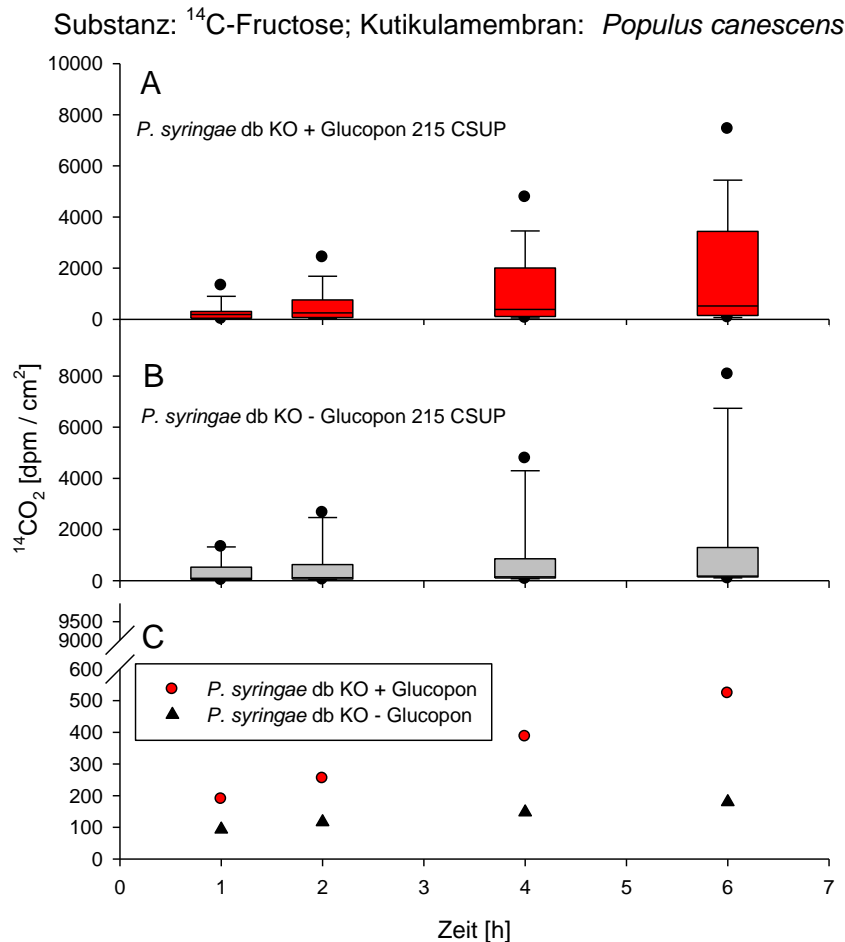 Substanz: ¹⁴C-Fructose; Kutikulamembran: Populus canescens
10000
A
P. syringae db KO + Glucopon 215 CSUP
8000
6000
4000
2000
0
B
8000
P. syringae db KO - Glucopon 215 CSUP
6000
4000
2000
0
¹⁴CO₂ [dpm / cm²]
9500
9000
C
600
500
400
300
200
100
0
P. syringae db KO + Glucopon
P. syringae db KO - Glucopon
0 1 2 3 4 5 6 7
Zeit [h]